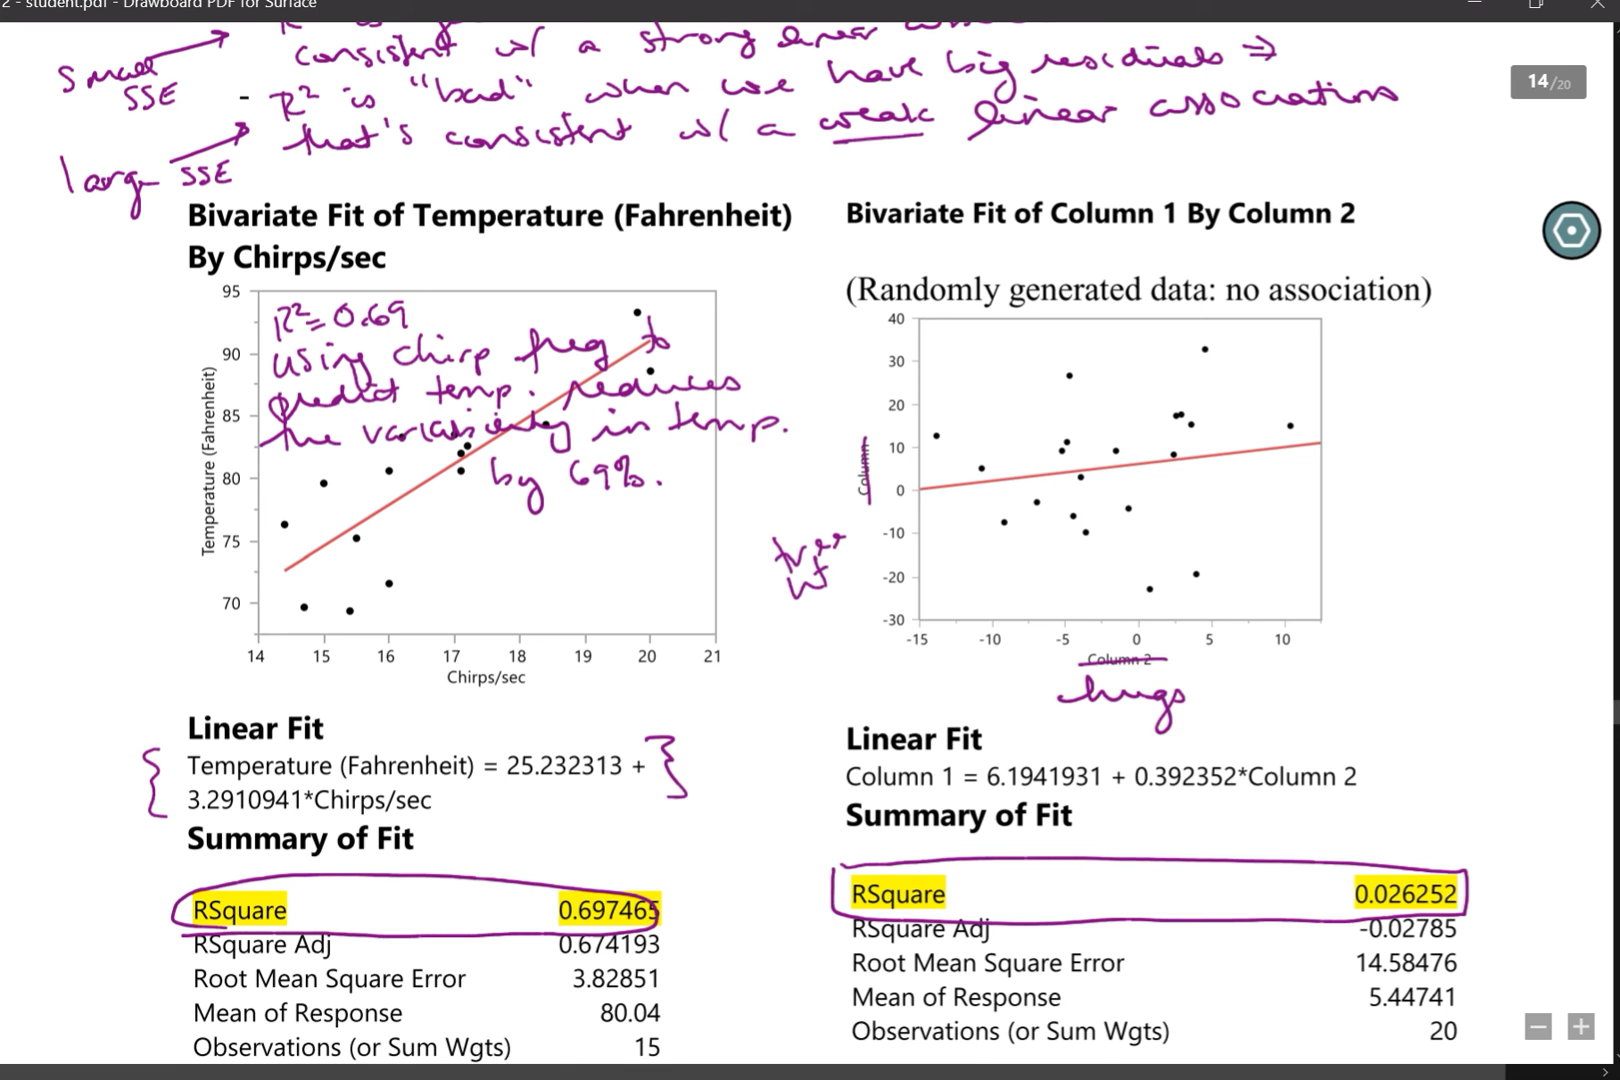 2 - student.pdf - Drawboard PDF for Surface
R² is
consistent w/ a strong linear
small
SSE
- R² is "bad" when we have big residuals ⇒
that's consistent w/ a weak linear association
large SSE
14/20
Bivariate Fit of Temperature (Fahrenheit)
By Chirps/sec
95
90
85
80
75
70
Temperature (Fahrenheit)
R²=0.69
using chirp freq to
predict temp. reduces
the variability in temp.
by 69%.
14 15 16 17 18 19 20 21
Chirps/sec
Linear Fit
Temperature (Fahrenheit) = 25.232313 +
3.2910941*Chirps/sec
Summary of Fit
RSquare 0.697465
RSquare Adj 0.674193
Root Mean Square Error 3.82851
Mean of Response 80.04
Observations (or Sum Wgts) 15
Bivariate Fit of Column 1 By Column 2
(Randomly generated data: no association)
40
30
20
10
0
-10
-20
-30
Column
tree
wt
-15 -10 -5 0 5 10
Column 2
hugs
Linear Fit
Column 1 = 6.1941931 + 0.392352*Column 2
Summary of Fit
RSquare 0.026252
RSquare Adj -0.02785
Root Mean Square Error 14.58476
Mean of Response 5.44741
Observations (or Sum Wgts) 20